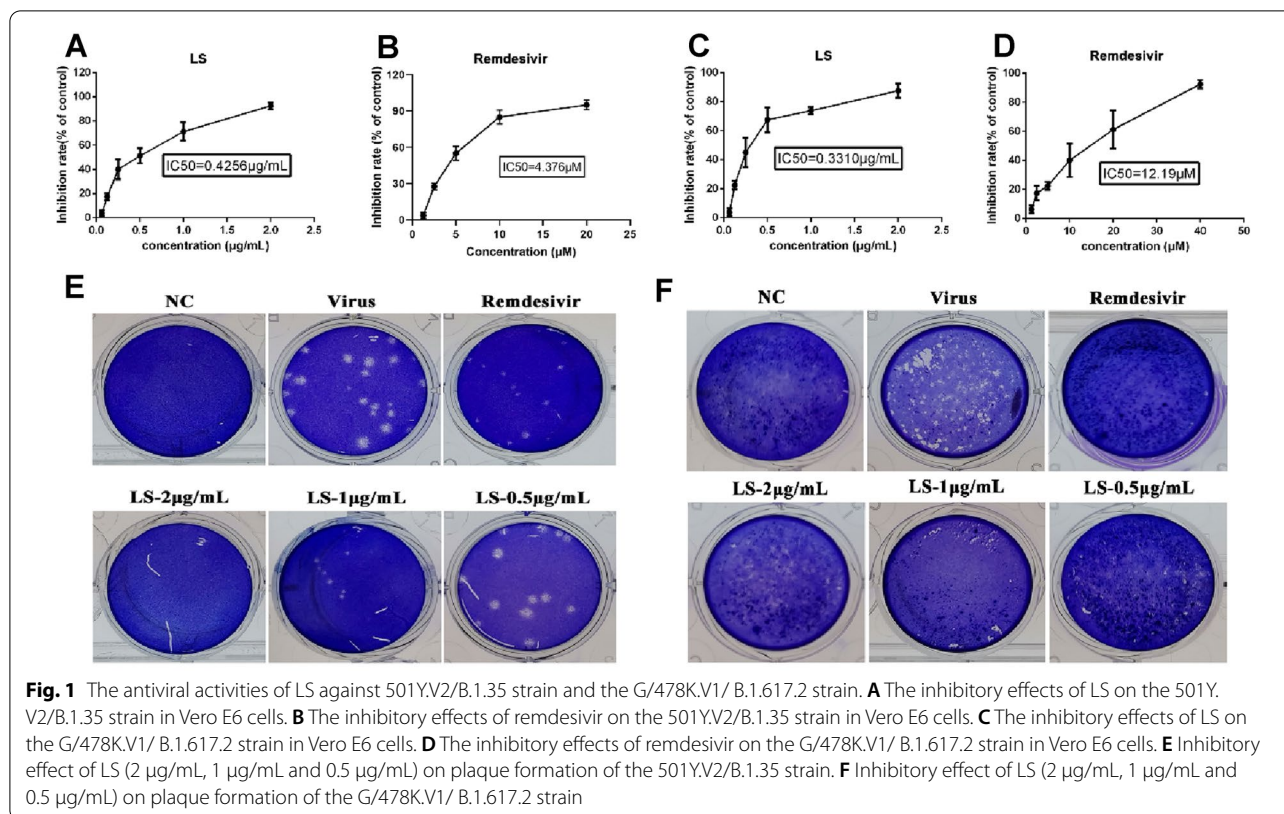 A
LS
Inhibition rate(% of control)
120
100
80
60
40
20
0
IC50=0.4256µg/mL
0.0 0.5 1.0 1.5 2.0 2.5
concentration (µg/mL)
B
Remdesivir
Inhibition rate (% of control)
120
90
60
30
0
IC50=4.376µM
0 5 10 15 20 25
Concentration (µM)
C
LS
Inhibition rate(% of control)
100
80
60
40
20
0
IC50=0.3310µg/mL
0.0 0.5 1.0 1.5 2.0 2.5
concentration (µg/mL)
D
Remdesivir
Inhibition rate(% of control)
100
80
60
40
20
0
IC50=12.19µM
0 10 20 30 40 50
concentration (µM)
E
NC Virus Remdesivir
LS-2µg/mL LS-1µg/mL LS-0.5µg/mL
F
NC Virus Remdesivir
LS-2µg/mL LS-1µg/mL LS-0.5µg/mL
Fig. 1 The antiviral activities of LS against 501Y.V2/B.1.35 strain and the G/478K.V1/ B.1.617.2 strain. A The inhibitory effects of LS on the 501Y.
V2/B.1.35 strain in Vero E6 cells. B The inhibitory effects of remdesivir on the 501Y.V2/B.1.35 strain in Vero E6 cells. C The inhibitory effects of LS on
the G/478K.V1/ B.1.617.2 strain in Vero E6 cells. D The inhibitory effects of remdesivir on the G/478K.V1/ B.1.617.2 strain in Vero E6 cells. E Inhibitory
effect of LS (2 µg/mL, 1 µg/mL and 0.5 µg/mL) on plaque formation of the 501Y.V2/B.1.35 strain. F Inhibitory effect of LS (2 µg/mL, 1 µg/mL and
0.5 µg/mL) on plaque formation of the G/478K.V1/ B.1.617.2 strain